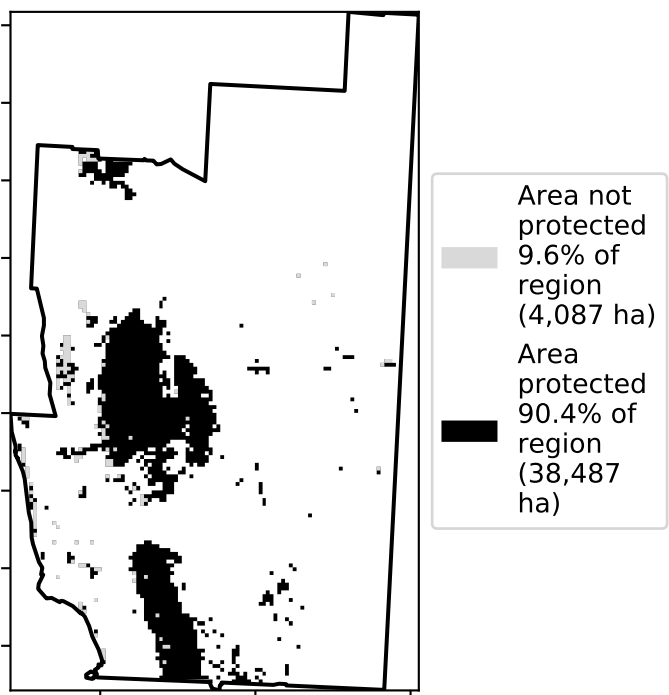 Area not
protected
9.6% of
region
(4,087 ha)
Area
protected
90.4% of
region
(38,487
ha)